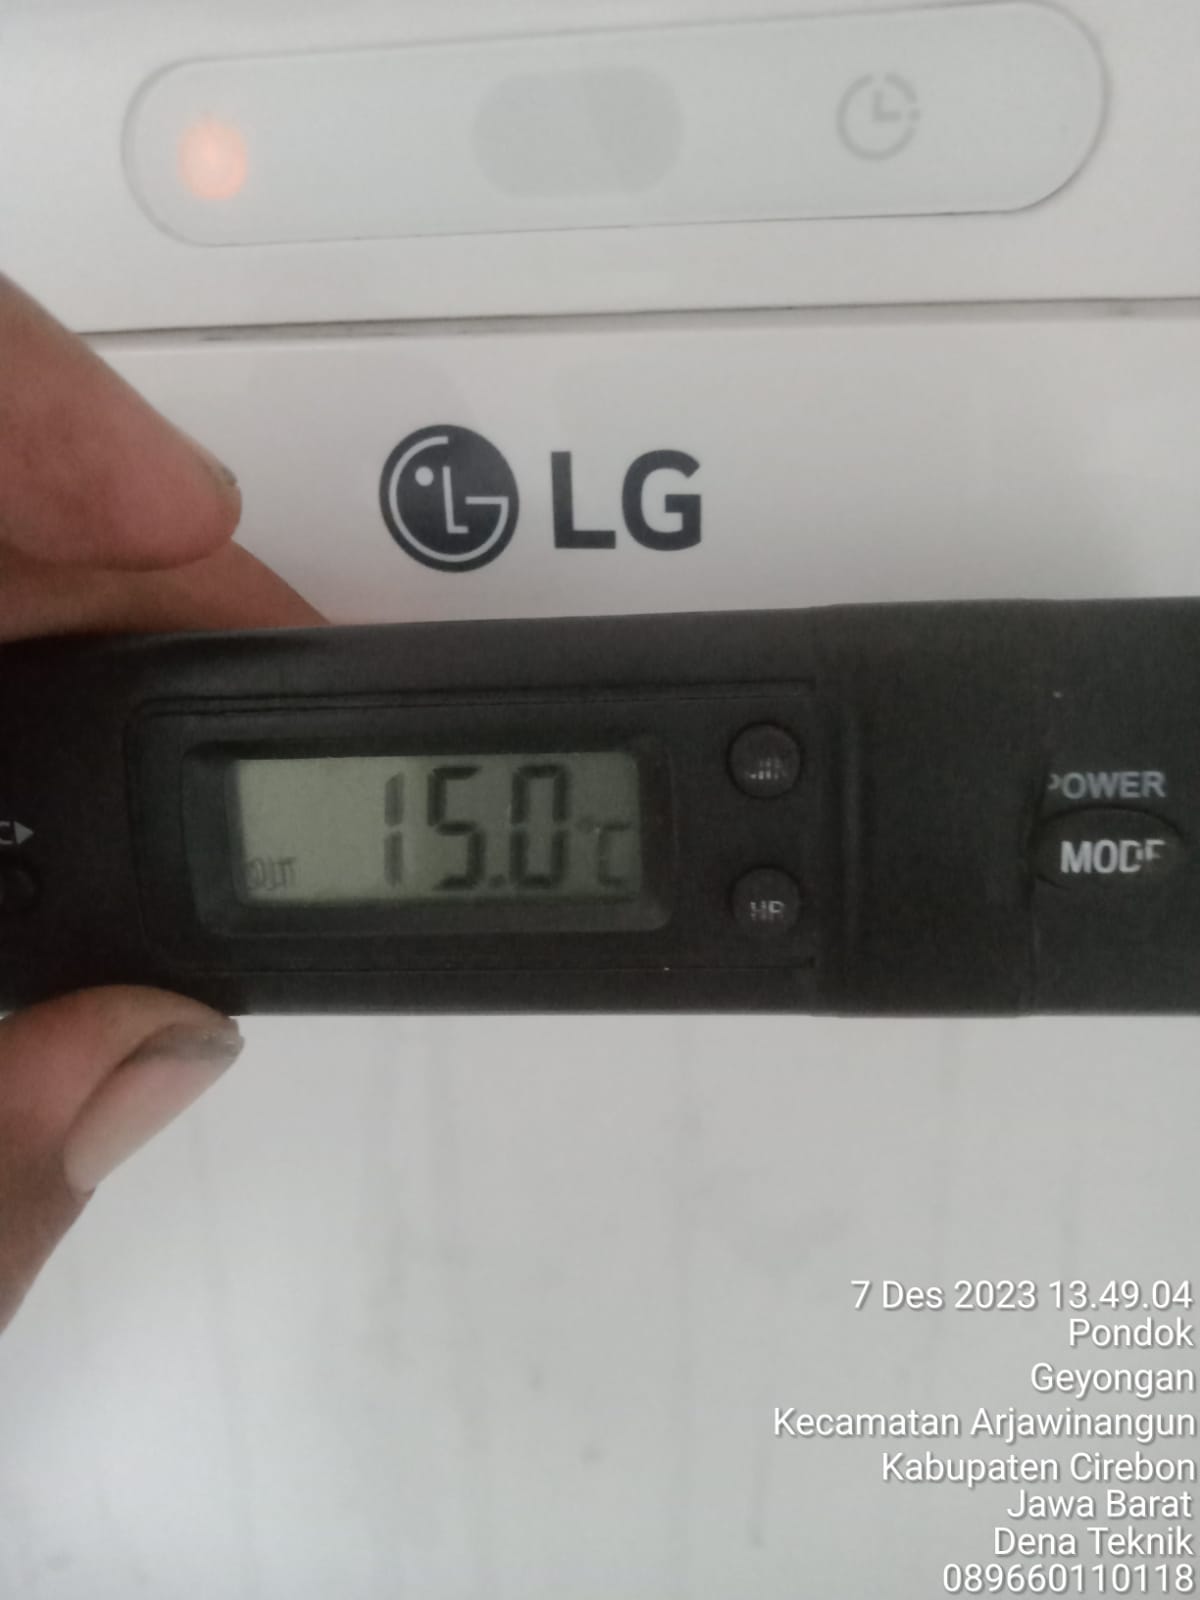 LG
15.0°C
C▶
HR
POWER
MODE
7 Des 2023 13.49.04
Pondok
Geyongan
Kecamatan Arjawinangun
Kabupaten Cirebon
Jawa Barat
Dena Teknik
089660110118